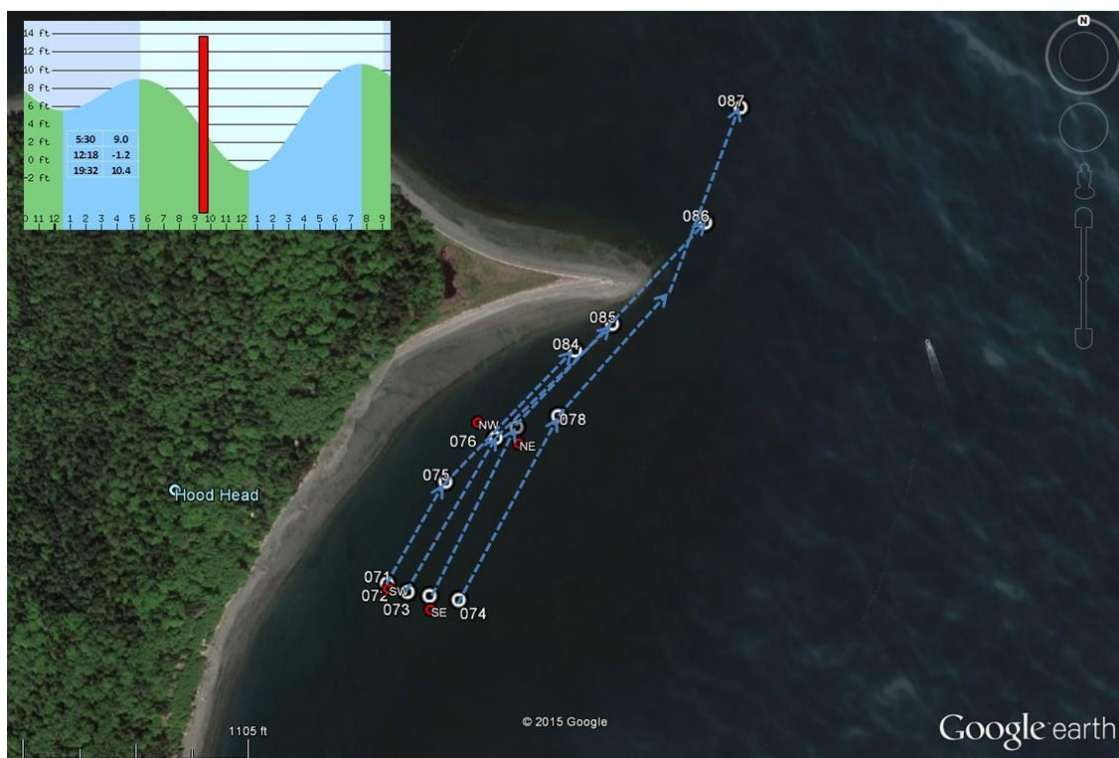 14 ft
12 ft
10 ft
8 ft
6 ft
4 ft
2 ft
0 ft
-2 ft
5:30 9.0
12:18 -1.2
19:32 10.4
0 11 12 1 2 3 4 5 6 7 8 9 10 11 12 1 2 3 4 5 6 7 8 9
N
087
086
085
084
NW
078
076
NE
075
Hood Head
071
072
SW
073
SE
074
1105 ft
© 2015 Google
Google earth